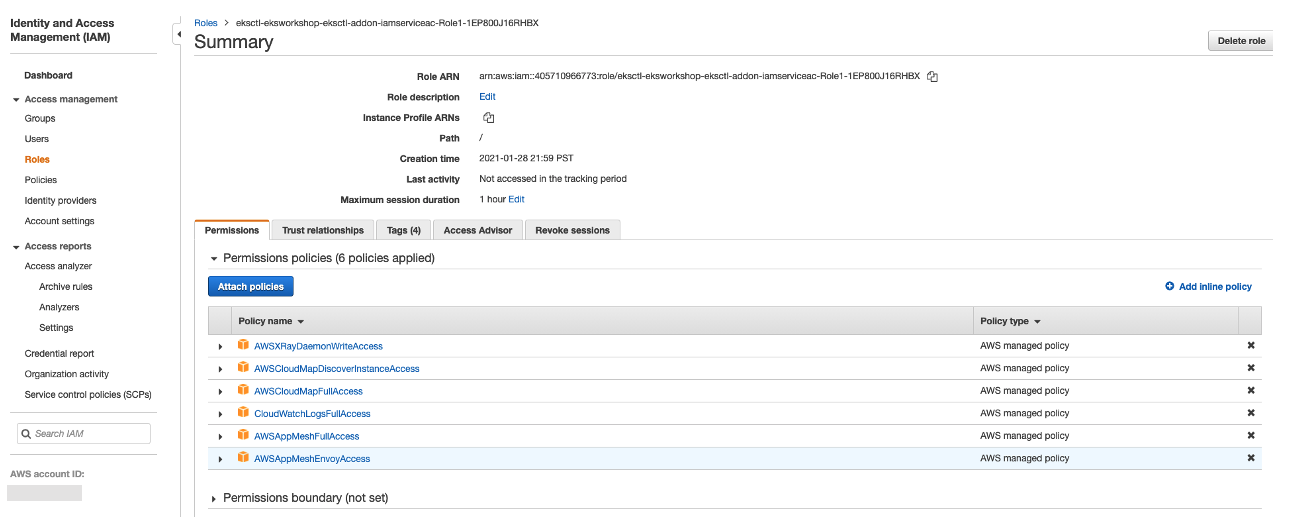 Identity and Access
Management (IAM)
Dashboard
Access management
Groups
Users
Roles
Policies
Identity providers
Account settings
Access reports
Access analyzer
Archive rules
Analyzers
Settings
Credential report
Organization activity
Service control policies (SCPs)
Search IAM
AWS account ID:
Roles > eksctl-eksworkshop-eksctl-addon-iamserviceac-Role1-1EP800J16RHBX
Summary
Delete role
Role ARN arn:aws:iam::405710966773:role/eksctl-eksworkshop-eksctl-addon-iamserviceac-Role1-1EP800J16RHBX
Role description Edit
Instance Profile ARNs
Path /
Creation time 2021-01-28 21:59 PST
Last activity Not accessed in the tracking period
Maximum session duration 1 hour Edit
Permissions Trust relationships Tags (4) Access Advisor Revoke sessions
Permissions policies (6 policies applied)
Attach policies Add inline policy
Policy name Policy type
AWSXRayDaemonWriteAccess AWS managed policy
AWSCloudMapDiscoverInstanceAccess AWS managed policy
AWSCloudMapFullAccess AWS managed policy
CloudWatchLogsFullAccess AWS managed policy
AWSAppMeshFullAccess AWS managed policy
AWSAppMeshEnvoyAccess AWS managed policy
Permissions boundary (not set)